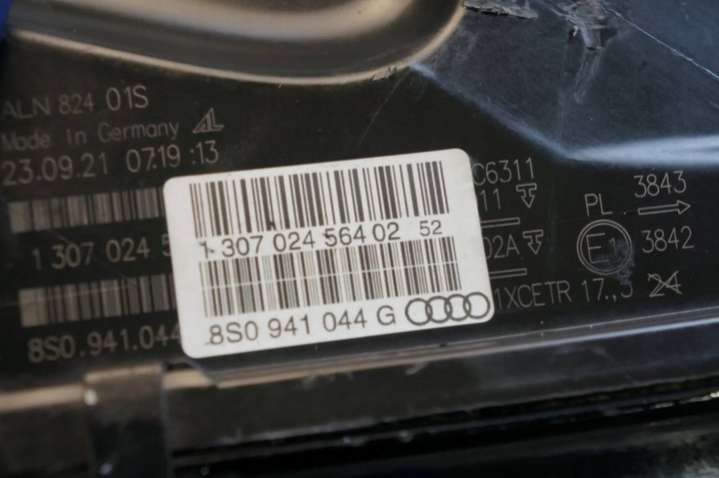 ALN 824 01S
Made in Germany AL
23.09.21 07:19 :13
1 307 024 5
8S0.941.044
1 307 024 564 02 52
8S0 941 044 G
C6311
11
02A
1XCETR 17.,3 24
PL 3843
E1 3842